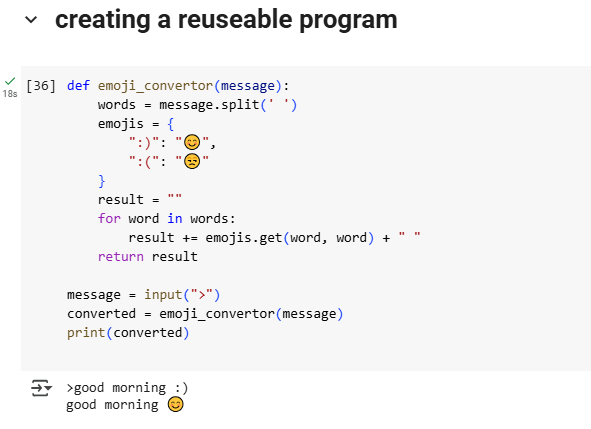 creating a reuseable program
[36] def emoji_convertor(message):
18s
    words = message.split(' ')
    emojis = {
        ":)": "😊",
        ":(": "😒"
    }
    result = ""
    for word in words:
        result += emojis.get(word, word) + " "
    return result
message = input(">")
converted = emoji_convertor(message)
print(converted)
>good morning :)
good morning 😊